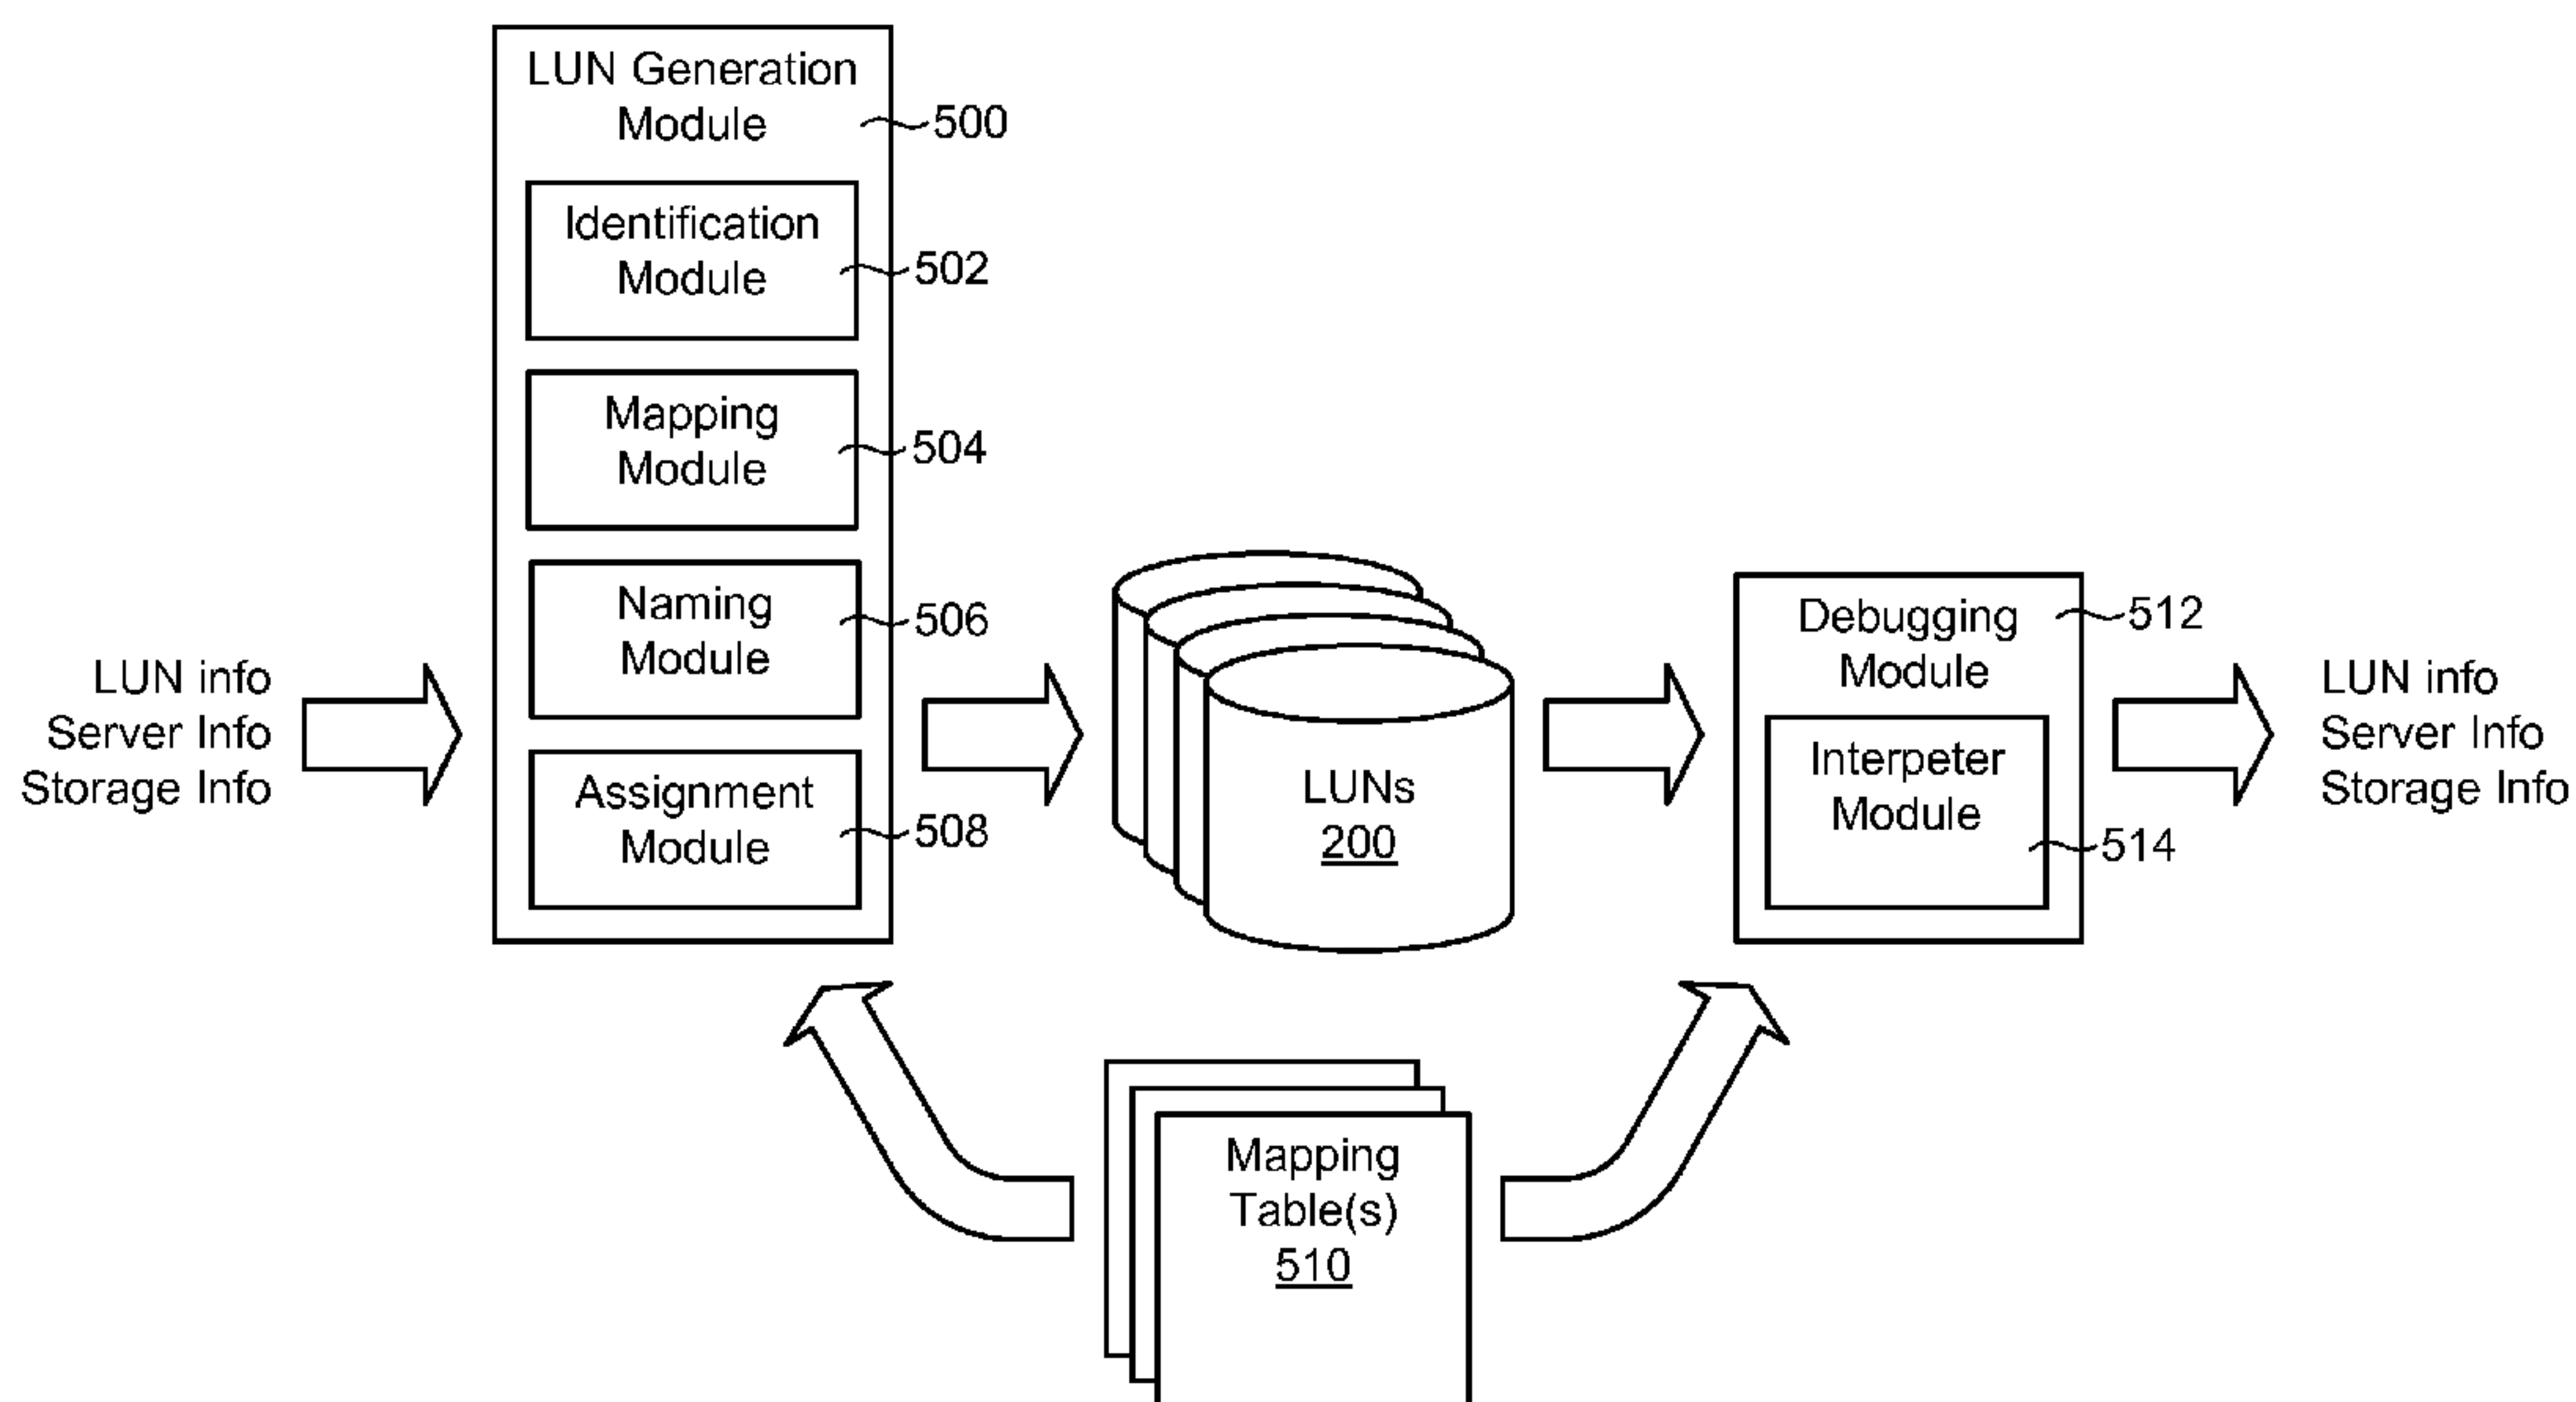 LUN Generation
Module
500
Identification
Module
502
Mapping
Module
504
Naming
Module
506
Assignment
Module
508
LUN info
Server Info
Storage Info
LUNs
200
Debugging
Module
512
Interpeter
Module
514
LUN info
Server Info
Storage Info
Mapping
Table(s)
510